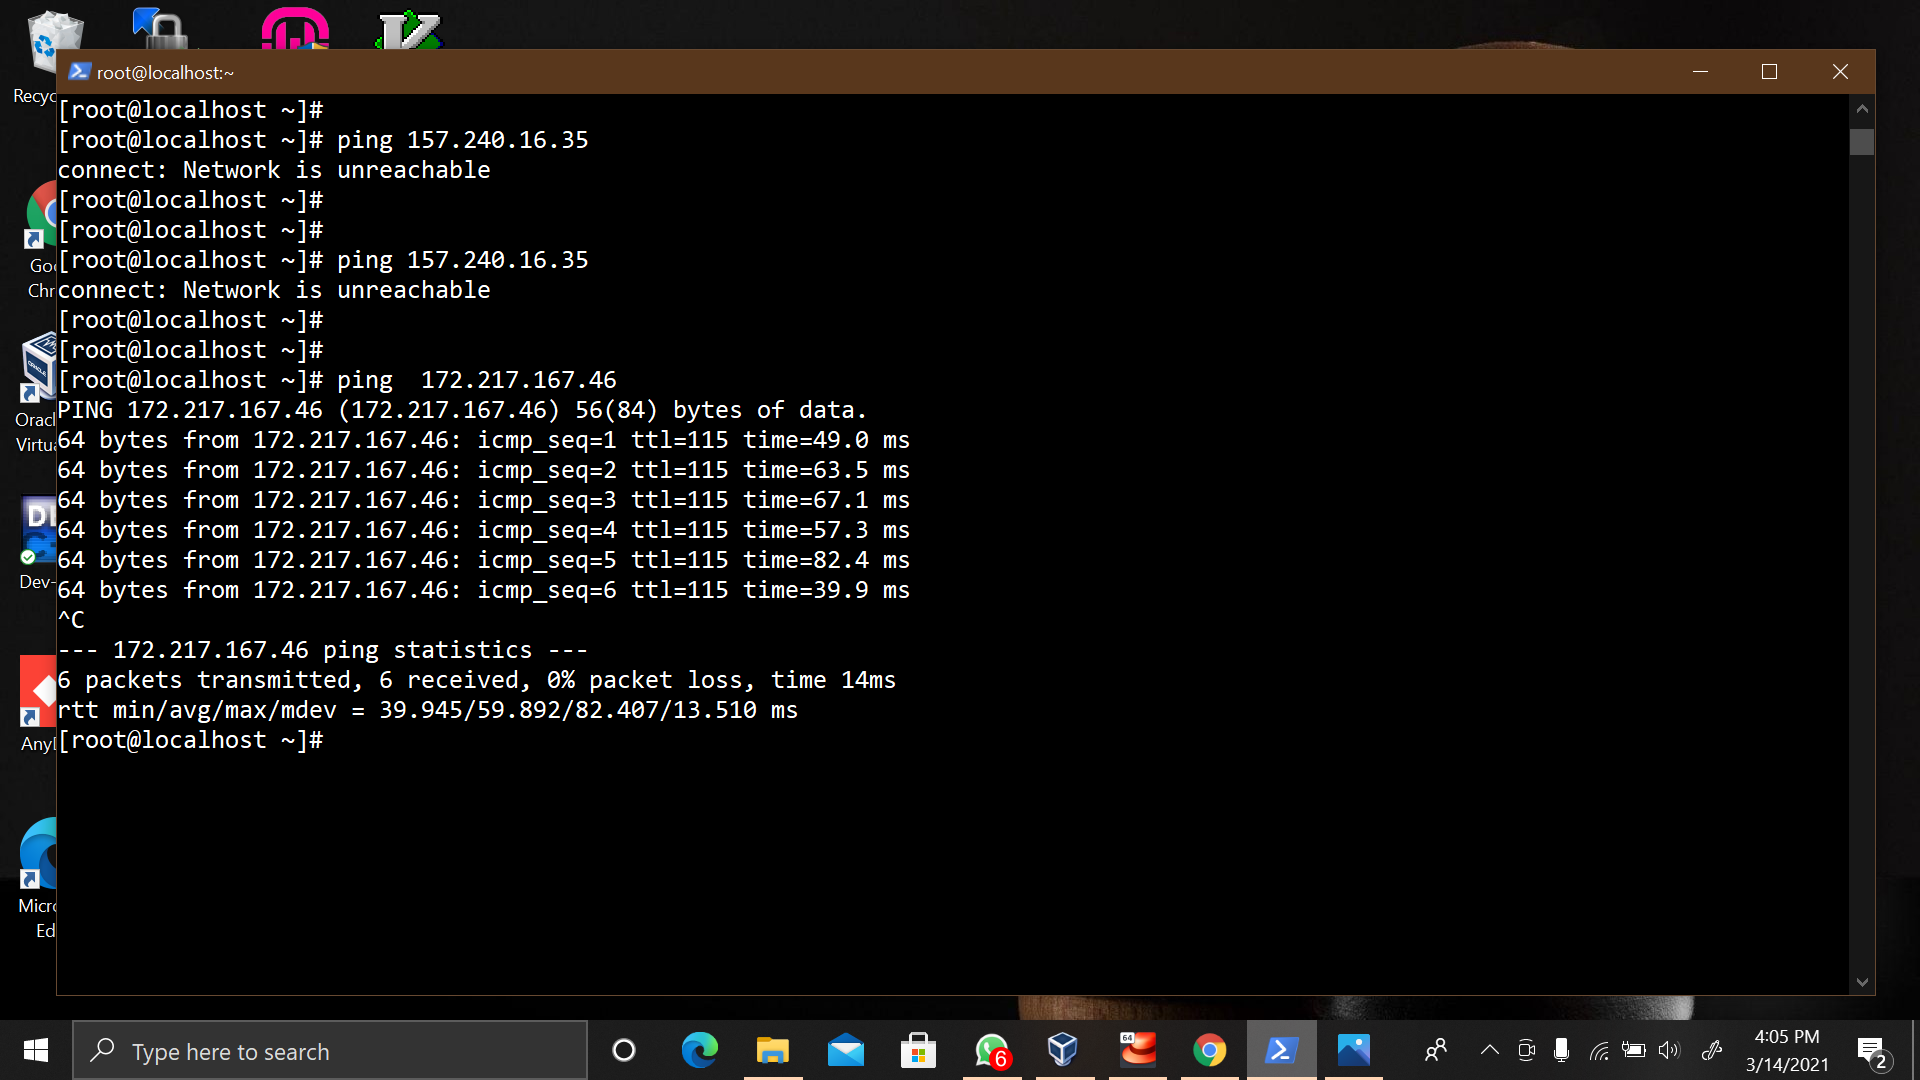 Recyc
root@localhost:~
[root@localhost ~]#
[root@localhost ~]# ping 157.240.16.35
connect: Network is unreachable
[root@localhost ~]#
[root@localhost ~]#
[root@localhost ~]# ping 157.240.16.35
connect: Network is unreachable
[root@localhost ~]#
[root@localhost ~]#
[root@localhost ~]# ping  172.217.167.46
PING 172.217.167.46 (172.217.167.46) 56(84) bytes of data.
64 bytes from 172.217.167.46: icmp_seq=1 ttl=115 time=49.0 ms
64 bytes from 172.217.167.46: icmp_seq=2 ttl=115 time=63.5 ms
64 bytes from 172.217.167.46: icmp_seq=3 ttl=115 time=67.1 ms
64 bytes from 172.217.167.46: icmp_seq=4 ttl=115 time=57.3 ms
64 bytes from 172.217.167.46: icmp_seq=5 ttl=115 time=82.4 ms
64 bytes from 172.217.167.46: icmp_seq=6 ttl=115 time=39.9 ms
^C
--- 172.217.167.46 ping statistics ---
6 packets transmitted, 6 received, 0% packet loss, time 14ms
rtt min/avg/max/mdev = 39.945/59.892/82.407/13.510 ms
[root@localhost ~]#
Goo
Chr
Oracl
Virtua
Dev-
AnyD
Micro
Ed
Type here to search
6
64
4:05 PM
3/14/2021
2